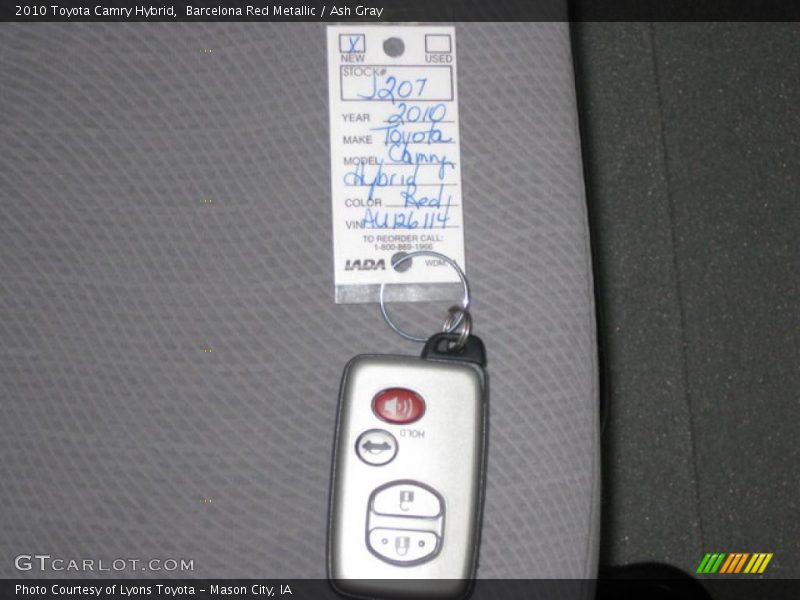 2010 Toyota Camry Hybrid,  Barcelona Red Metallic / Ash Gray
X
NEW USED
STOCK#
J207
YEAR 2010
MAKE Toyota
MODEL Camry
Hybrid
COLOR Red
VIN AU126114
TO REORDER CALL:
1-800-869-1966
IADA WDM
HOLD
GTCARLOT.COM
Photo Courtesy of Lyons Toyota – Mason City, IA